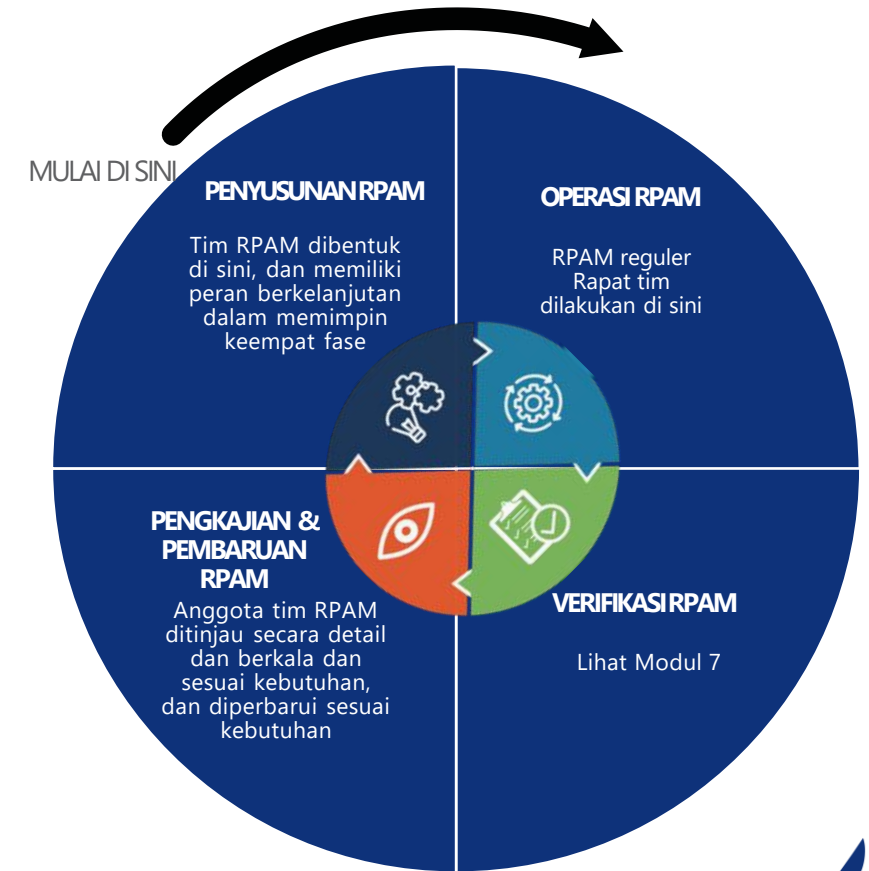 MULAI DI SINI
PENYUSUNAN RPAM
Tim RPAM dibentuk
di sini, dan memiliki
peran berkelanjutan
dalam memimpin
keempat fase
OPERASI RPAM
RPAM reguler
Rapat tim
dilakukan di sini
PENGKAJIAN &
PEMBARUAN
RPAM
Anggota tim RPAM
ditinjau secara detail
dan berkala dan
sesuai kebutuhan,
dan diperbarui sesuai
kebutuhan
VERIFIKASI RPAM
Lihat Modul 7